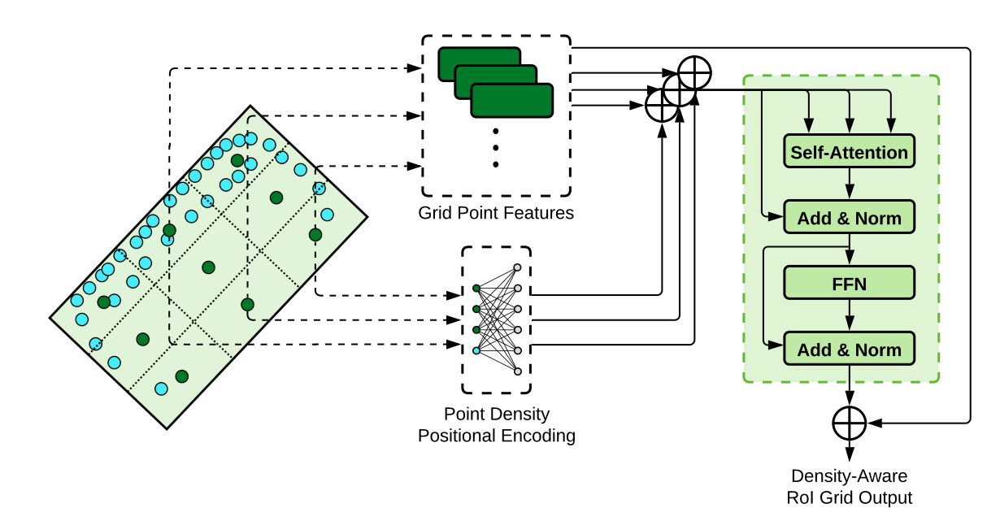 Grid Point Features
Point Density
Positional Encoding
Self-Attention
Add & Norm
FFN
Add & Norm
Density-Aware
RoI Grid Output